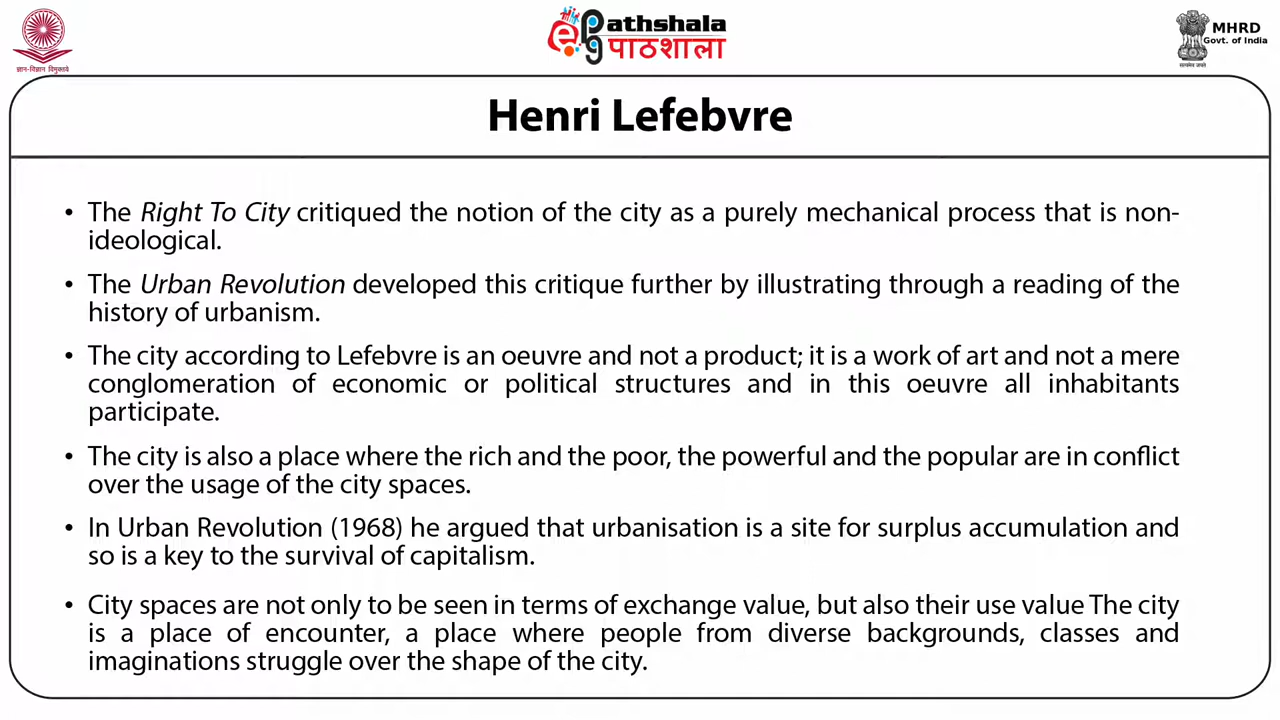 ज्ञान-विज्ञान विमुक्तये
epg
athshala
पाठशाला
MHRD
Govt. of India
सत्यमेव जयते
Henri Lefebvre
• The Right To City critiqued the notion of the city as a purely mechanical process that is non-
ideological.
• The Urban Revolution developed this critique further by illustrating through a reading of the
history of urbanism.
• The city according to Lefebvre is an oeuvre and not a product; it is a work of art and not a mere
conglomeration of economic or political structures and in this oeuvre all inhabitants
participate.
• The city is also a place where the rich and the poor, the powerful and the popular are in conflict
over the usage of the city spaces.
• In Urban Revolution (1968) he argued that urbanisation is a site for surplus accumulation and
so is a key to the survival of capitalism.
• City spaces are not only to be seen in terms of exchange value, but also their use value The city
is a place of encounter, a place where people from diverse backgrounds, classes and
imaginations struggle over the shape of the city.